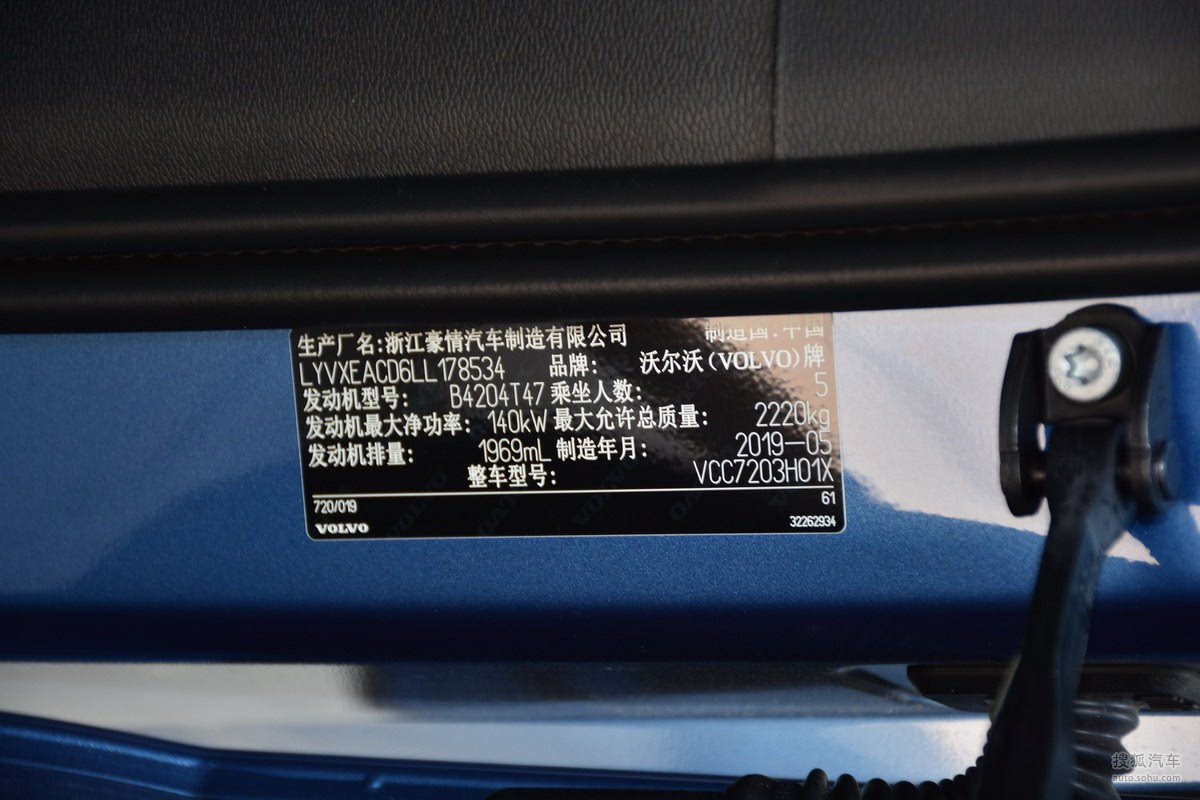 生产厂名:浙江豪情汽车制造有限公司 制造国:中国
LYVXEACD6LL178534 品牌: 沃尔沃(VOLVO)牌
发动机型号: B4204T47 乘坐人数: 5
发动机最大净功率: 140kW 最大允许总质量: 2220kg
发动机排量: 1969mL 制造年月: 2019—05
整车型号: VCC7203H01X
720/019 61
VOLVO 32262934
搜狐汽车
auto.sohu.com